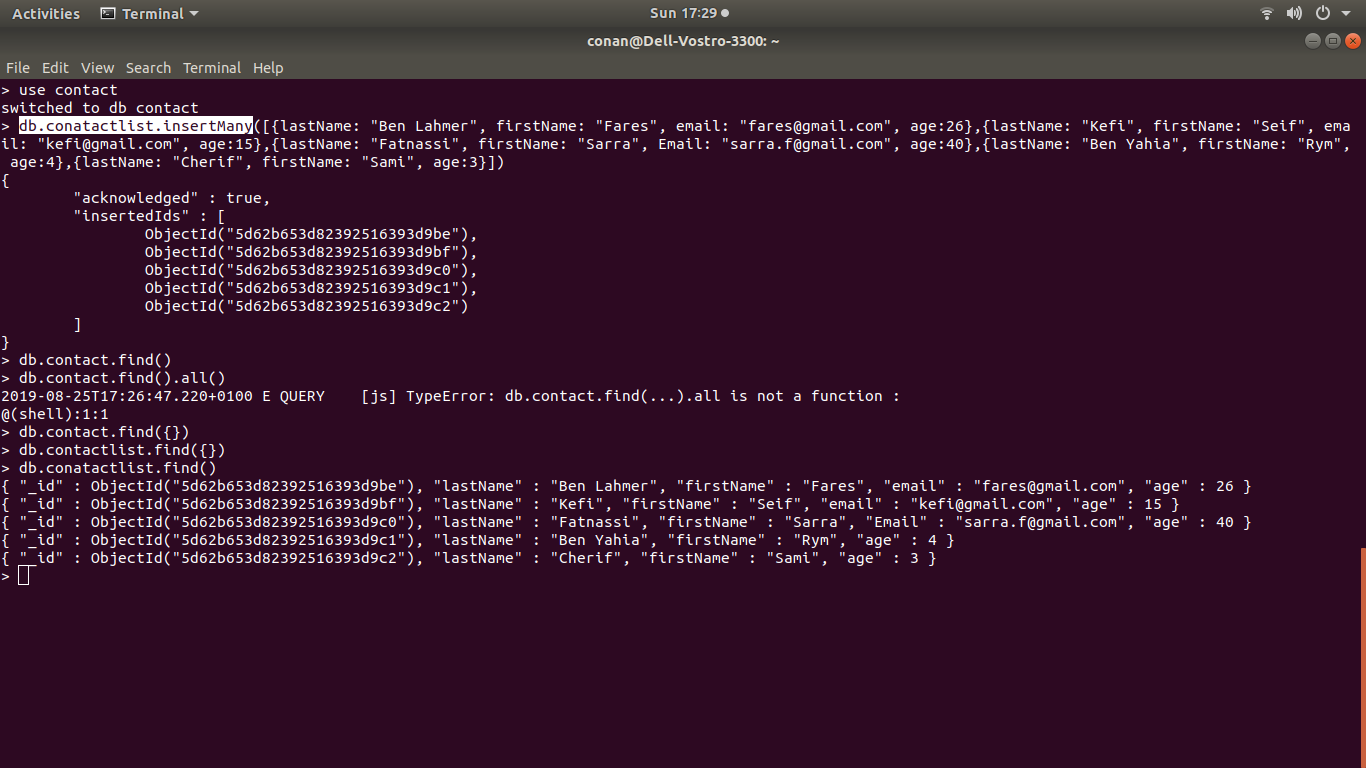 Activities Terminal Sun 17:29
conan@Dell-Vostro-3300: ~
File Edit View Search Terminal Help
> use contact
switched to db contact
> db.conatactlist.insertMany([{lastName: "Ben Lahmer", firstName: "Fares", email: "fares@gmail.com", age:26},{lastName: "Kefi", firstName: "Seif", ema
il: "kefi@gmail.com", age:15},{lastName: "Fatnassi", firstName: "Sarra", Email: "sarra.f@gmail.com", age:40},{lastName: "Ben Yahia", firstName: "Rym",
 age:4},{lastName: "Cherif", firstName: "Sami", age:3}])
{
        "acknowledged" : true,
        "insertedIds" : [
                ObjectId("5d62b653d82392516393d9be"),
                ObjectId("5d62b653d82392516393d9bf"),
                ObjectId("5d62b653d82392516393d9c0"),
                ObjectId("5d62b653d82392516393d9c1"),
                ObjectId("5d62b653d82392516393d9c2")
        ]
}
> db.contact.find()
> db.contact.find().all()
2019-08-25T17:26:47.220+0100 E QUERY    [js] TypeError: db.contact.find(...).all is not a function :
@(shell):1:1
> db.contact.find({})
> db.contactlist.find({})
> db.conatactlist.find()
{ "_id" : ObjectId("5d62b653d82392516393d9be"), "lastName" : "Ben Lahmer", "firstName" : "Fares", "email" : "fares@gmail.com", "age" : 26 }
{ "_id" : ObjectId("5d62b653d82392516393d9bf"), "lastName" : "Kefi", "firstName" : "Seif", "email" : "kefi@gmail.com", "age" : 15 }
{ "_id" : ObjectId("5d62b653d82392516393d9c0"), "lastName" : "Fatnassi", "firstName" : "Sarra", "Email" : "sarra.f@gmail.com", "age" : 40 }
{ "_id" : ObjectId("5d62b653d82392516393d9c1"), "lastName" : "Ben Yahia", "firstName" : "Rym", "age" : 4 }
{ "_id" : ObjectId("5d62b653d82392516393d9c2"), "lastName" : "Cherif", "firstName" : "Sami", "age" : 3 }
>